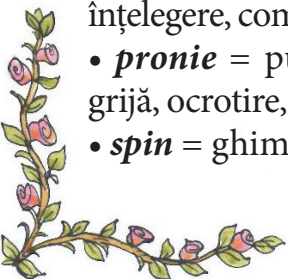 înțelegere, com
• pronie = pu
grijă, ocrotire,
• spin = ghim